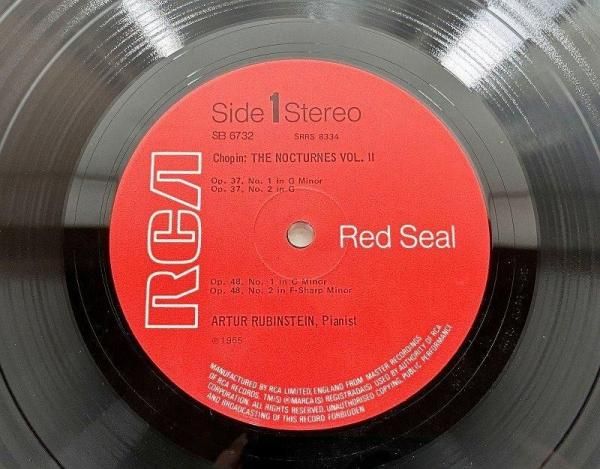 Side 1 Stereo
SB 6732 SRRS 8334
Chopin: THE NOCTURNES VOL. II
Op. 37, No. 1 in G Minor
Op. 37, No. 2 in G
RCA
Red Seal
Op. 48, No. 1 in C Minor
Op. 48, No. 2 in F-Sharp Minor
ARTUR RUBINSTEIN, Pianist
℗1965
MANUFACTURED BY RCA LIMITED, ENGLAND FROM MASTER RECORDINGS
OF RCA RECORDS. TM(S) ® MARCA(S) REGISTRADA(S) USED BY AUTHORITY OF RCA
CORPORATION. ALL RIGHTS RESERVED. UNAUTHORISED COPYING, PUBLIC PERFORMANCE
AND BROADCASTING OF THIS RECORD FORBIDDEN